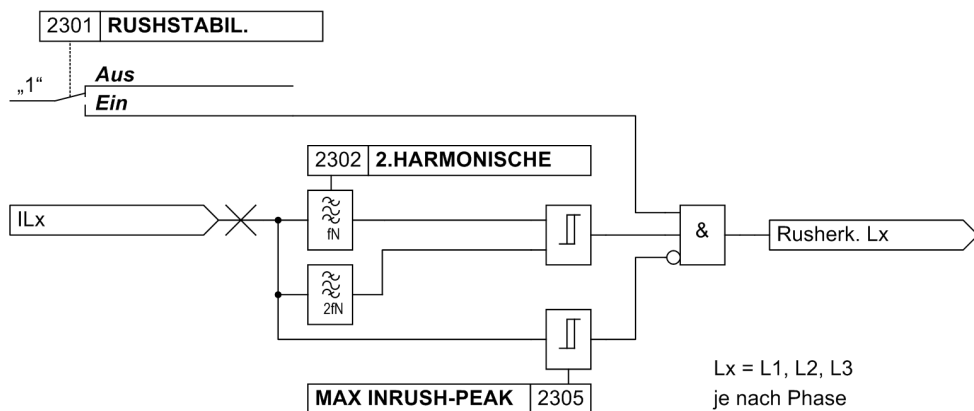 2301 RUSHSTABIL.
„1“
Aus
Ein
2302 2.HARMONISCHE
ILx
fN
&
Rusherk. Lx
2fN
MAX INRUSH-PEAK 2305
Lx = L1, L2, L3
je nach Phase